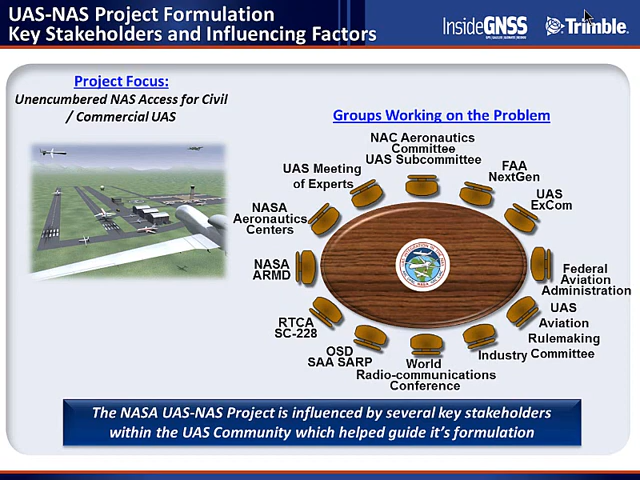 UAS-NAS Project Formulation
Key Stakeholders and Influencing Factors
InsideGNSS
Trimble.
Project Focus:
Unencumbered NAS Access for Civil
/ Commercial UAS
Groups Working on the Problem
NAC Aeronautics
Committee
UAS Subcommittee
UAS Meeting
of Experts
FAA
NextGen
UAS
ExCom
NASA
Aeronautics
Centers
NASA
ARMD
Federal
Aviation
Administration
RTCA
SC-228
UAS
Aviation
Rulemaking
Committee
OSD
SAA SARP
World
Radio-communications
Conference
Industry
The NASA UAS-NAS Project is influenced by several key stakeholders
within the UAS Community which helped guide it's formulation